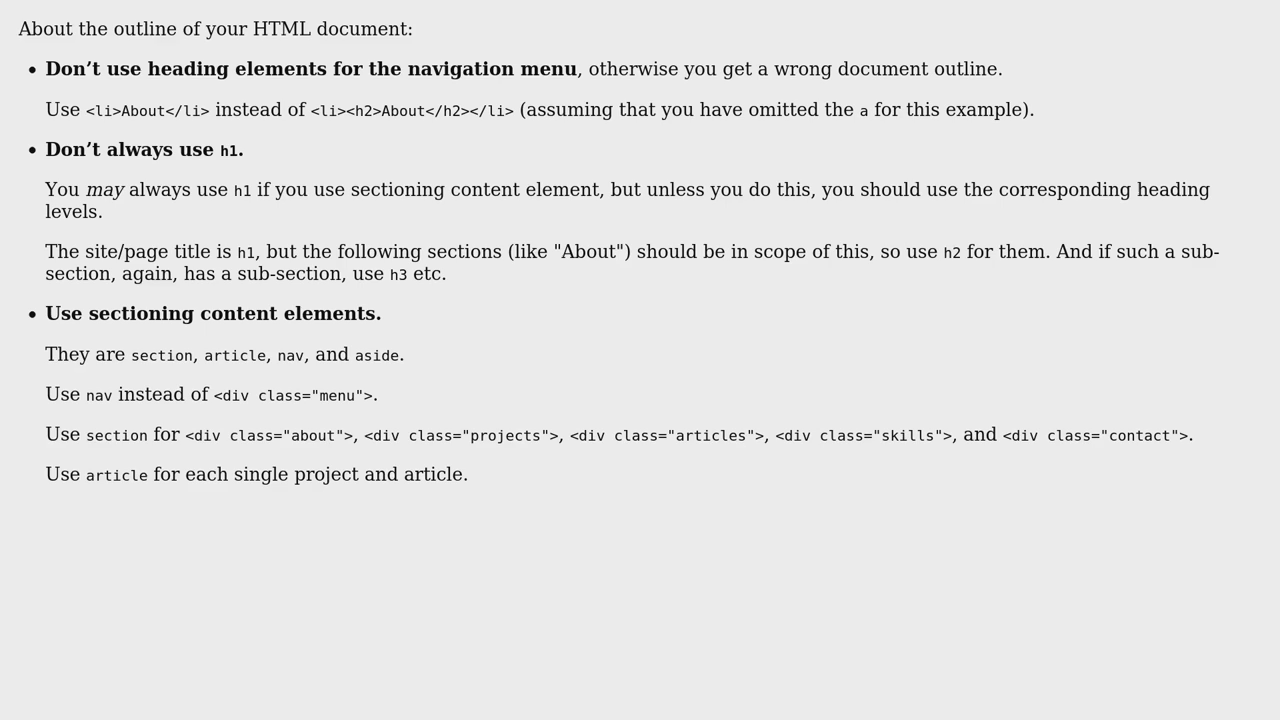 About the outline of your HTML document:
• Don’t use heading elements for the navigation menu, otherwise you get a wrong document outline.
Use <li>About</li> instead of <li><h2>About</h2></li> (assuming that you have omitted the a for this example).
• Don’t always use h1.
You may always use h1 if you use sectioning content element, but unless you do this, you should use the corresponding heading
levels.
The site/page title is h1, but the following sections (like "About") should be in scope of this, so use h2 for them. And if such a sub-
section, again, has a sub-section, use h3 etc.
• Use sectioning content elements.
They are section, article, nav, and aside.
Use nav instead of <div class="menu">.
Use section for <div class="about">, <div class="projects">, <div class="articles">, <div class="skills">, and <div class="contact">.
Use article for each single project and article.